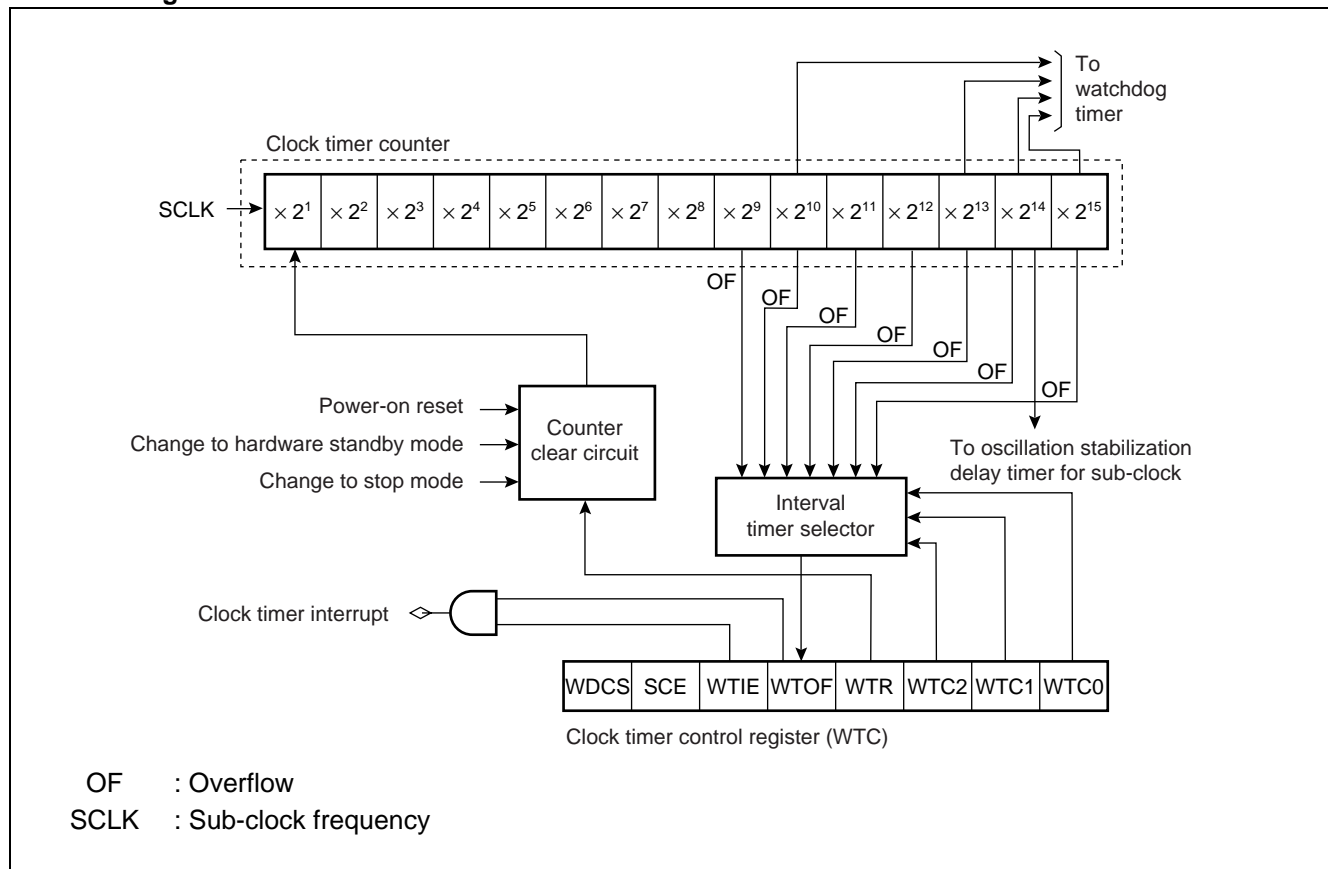 To
watchdog
timer
Clock timer counter
SCLK
× 2¹ × 2² × 2³ × 2⁴ × 2⁵ × 2⁶ × 2⁷ × 2⁸ × 2⁹ × 2¹⁰ × 2¹¹ × 2¹² × 2¹³ × 2¹⁴ × 2¹⁵
OF
OF
OF
OF
OF
OF
OF
Power-on reset
Change to hardware standby mode
Change to stop mode
Counter
clear circuit
To oscillation stabilization
delay timer for sub-clock
Interval
timer selector
Clock timer interrupt
WDCS SCE WTIE WTOF WTR WTC2 WTC1 WTC0
Clock timer control register (WTC)
OF : Overflow
SCLK : Sub-clock frequency